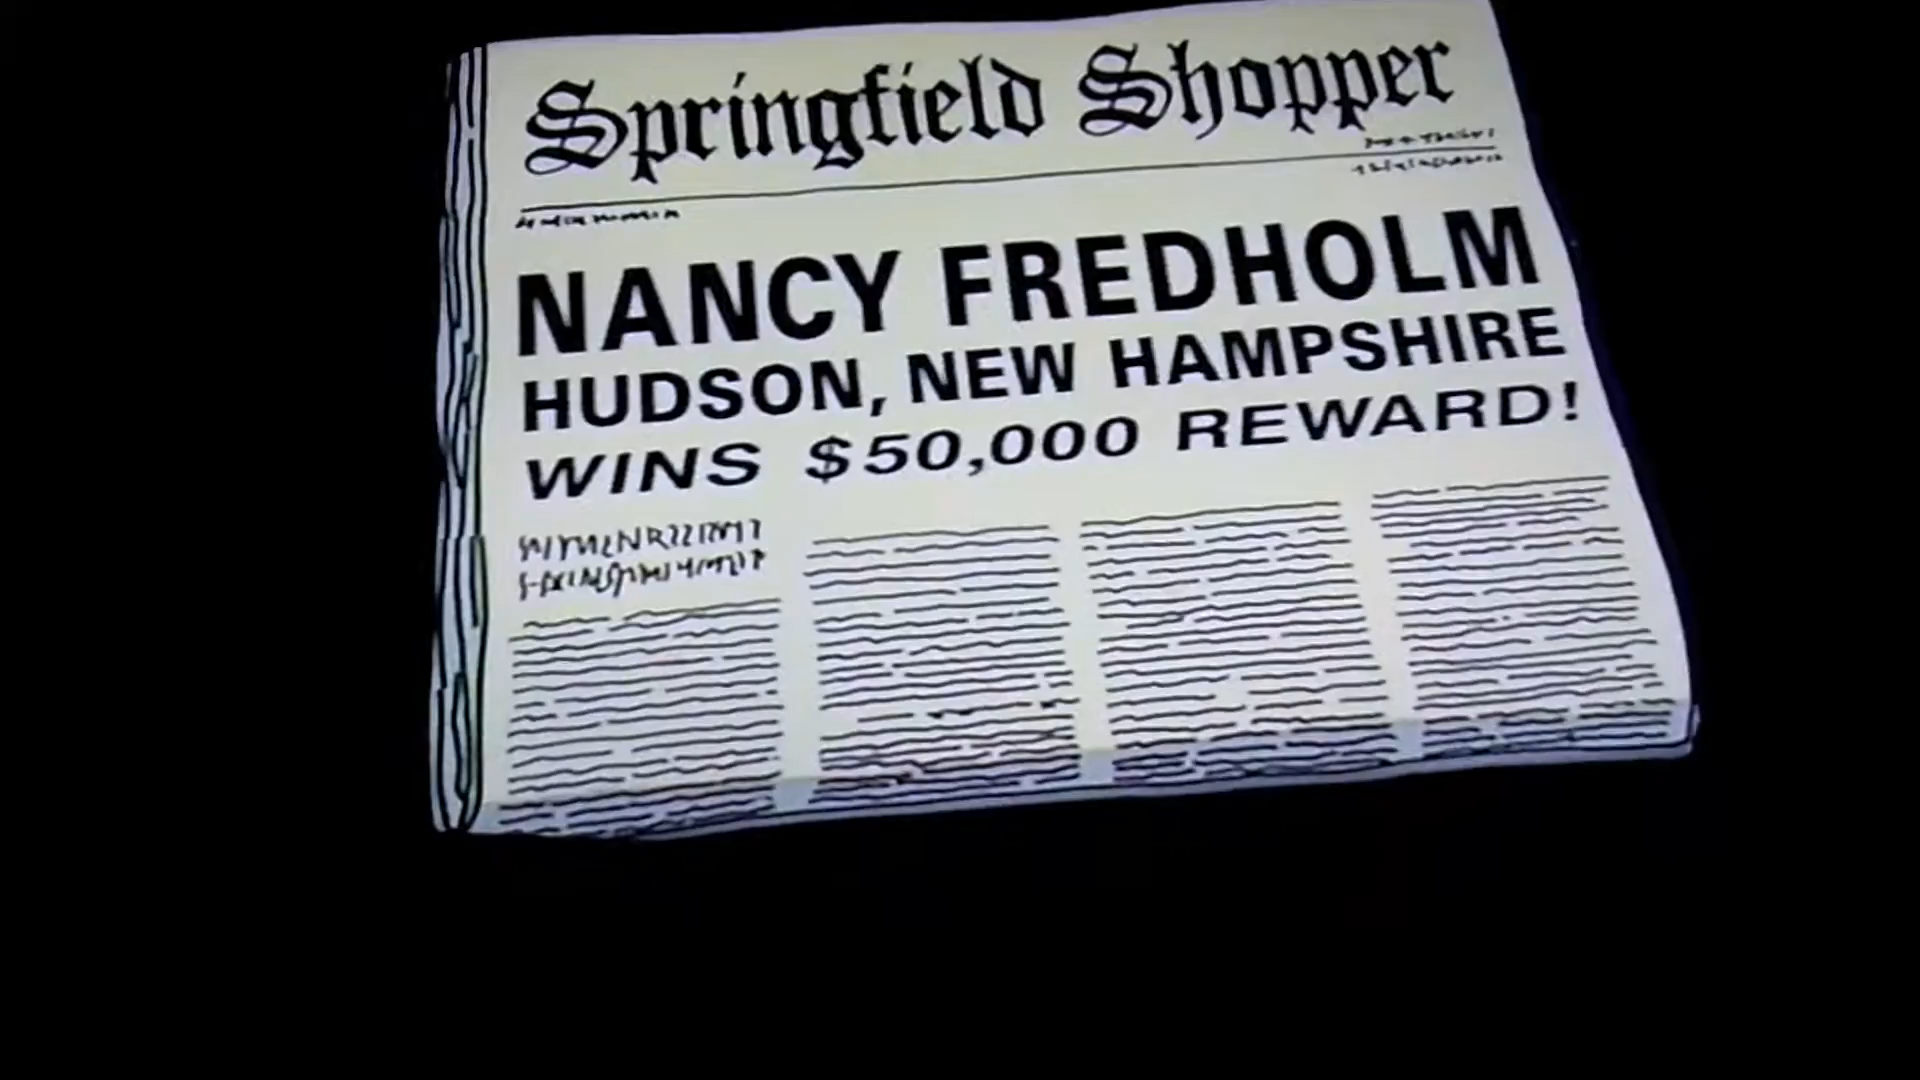 Springfield Shopper
NANCY FREDHOLM
HUDSON, NEW HAMPSHIRE
WINS $50,000 REWARD!